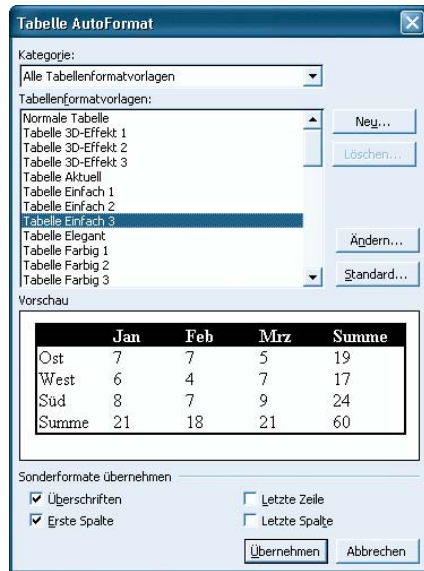 Tabelle AutoFormat
Kategorie:
Alle Tabellenformatvorlagen
Tabellenformatvorlagen:
Normale Tabelle
Tabelle 3D-Effekt 1
Tabelle 3D-Effekt 2
Tabelle 3D-Effekt 3
Tabelle Aktuell
Tabelle Einfach 1
Tabelle Einfach 2
Tabelle Einfach 3
Tabelle Elegant
Tabelle Farbig 1
Tabelle Farbig 2
Tabelle Farbig 3
Neu...
Löschen...
Ändern...
Standard...
Vorschau
Jan Feb Mrz Summe
Ost 7 7 5 19
West 6 4 7 17
Süd 8 7 9 24
Summe 21 18 21 60
Sonderformate übernehmen
Überschriften Letzte Zeile
Erste Spalte Letzte Spalte
Übernehmen Abbrechen